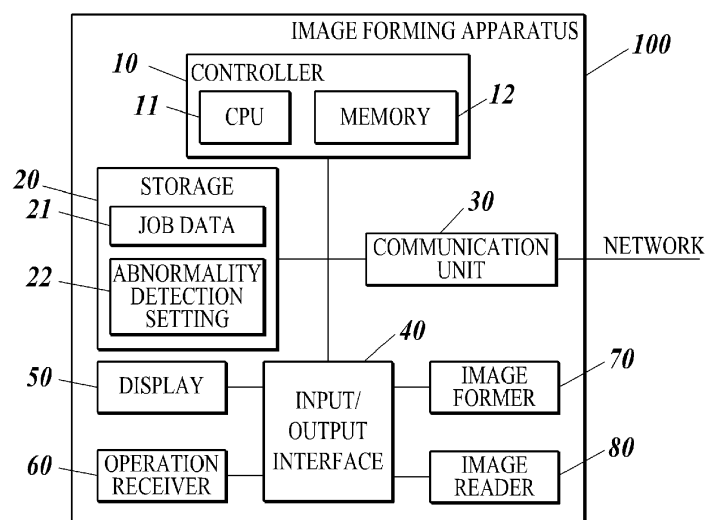 IMAGE FORMING APPARATUS
100
10
CONTROLLER
11
CPU
MEMORY
12
20
STORAGE
21
JOB DATA
22
ABNORMALITY
DETECTION
SETTING
30
COMMUNICATION
UNIT
NETWORK
40
50
DISPLAY
INPUT/
OUTPUT
INTERFACE
IMAGE
FORMER
70
60
OPERATION
RECEIVER
IMAGE
READER
80